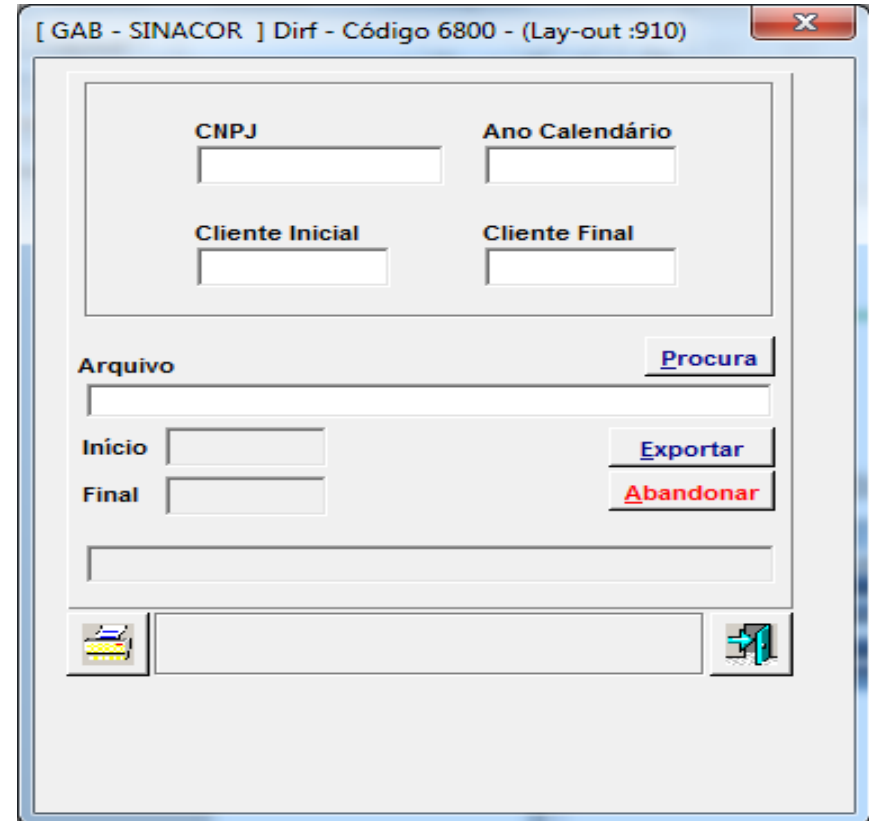 [ GAB - SINACOR ] Dirf - Código 6800 - (Lay-out :910)
CNPJ Ano Calendário
Cliente Inicial Cliente Final
Procura
Arquivo
Início Exportar
Final Abandonar